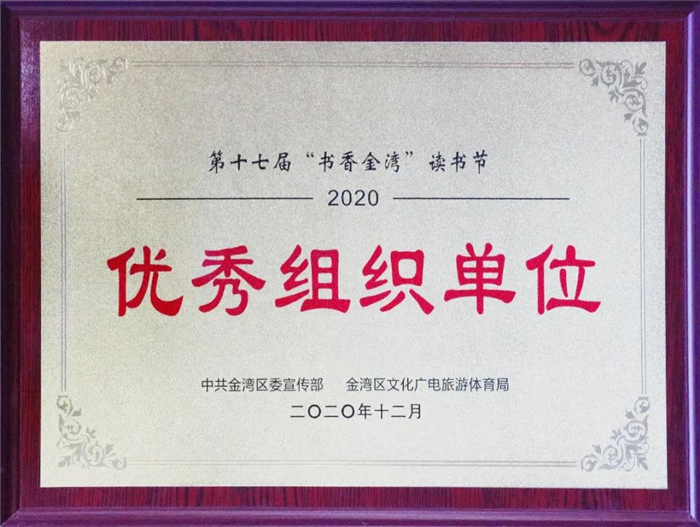 第十七届“书香金湾”读书节
2020
优秀组织单位
中共金湾区委宣传部 金湾区文化广电旅游体育局
二〇二〇年十二月